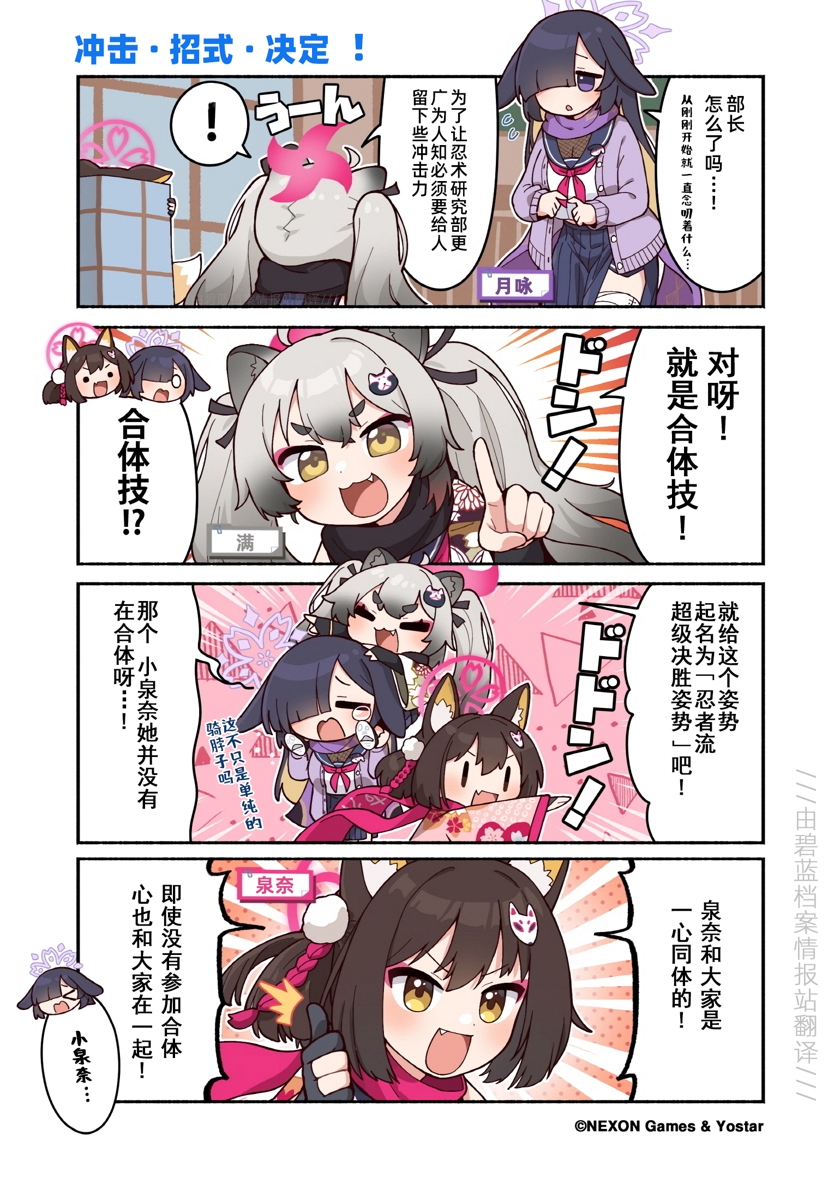 冲击·招式·决定 !
部长
怎么了吗…!
从刚刚开始就一直念叨着什么…
月咏
为了让忍术研究部更
广为人知必须要给人
留下些冲击力
うーん
!
对呀!
就是合体技!
ドン!
满
合体技!?
就给这个姿势
起名为「忍者流
超级决胜姿势」吧!
ドドン!
那个 小泉奈她并没有
在合体呀…!
这不只是单纯的
骑脖子吗
泉奈和大家是
一心同体的!
泉奈
即使没有参加合体
心也和大家在一起!
小泉奈…
///由碧蓝档案情报站翻译///
©NEXON Games & Yostar